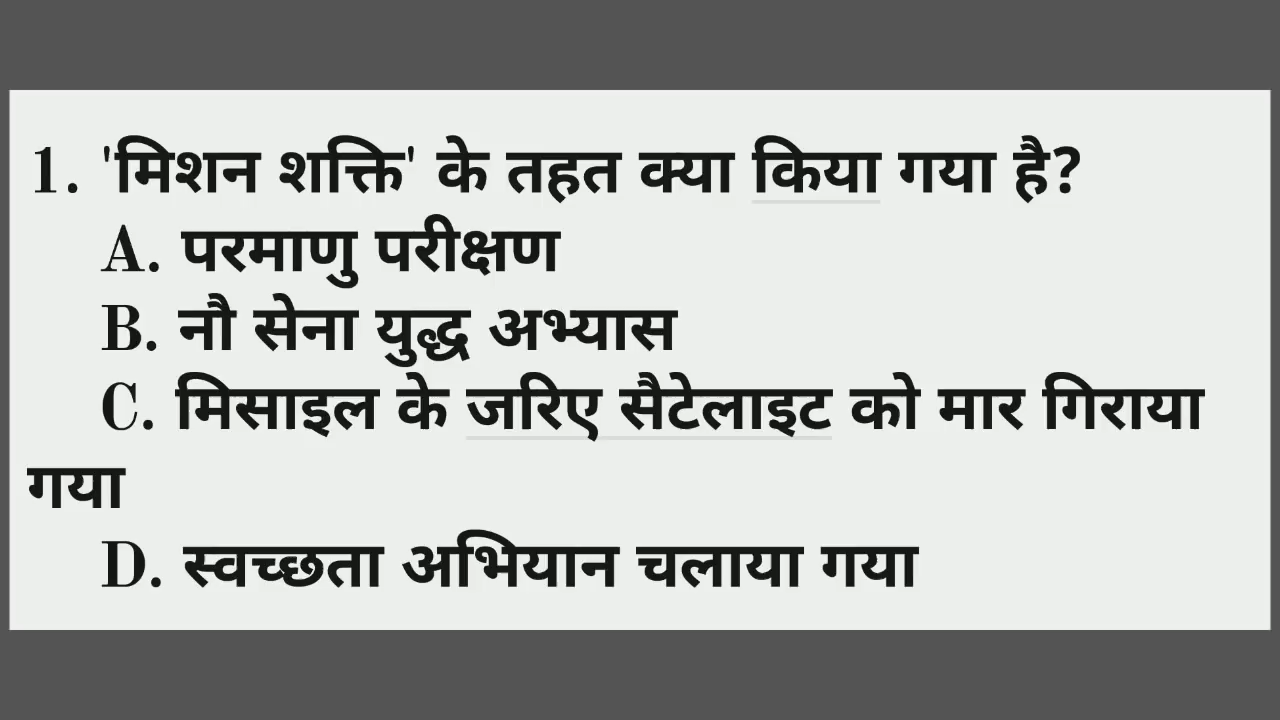 1. 'मिशन शक्ति' के तहत क्या किया गया है?
A. परमाणु परीक्षण
B. नौ सेना युद्ध अभ्यास
C. मिसाइल के जरिए सैटेलाइट को मार गिराया
गया
D. स्वच्छता अभियान चलाया गया